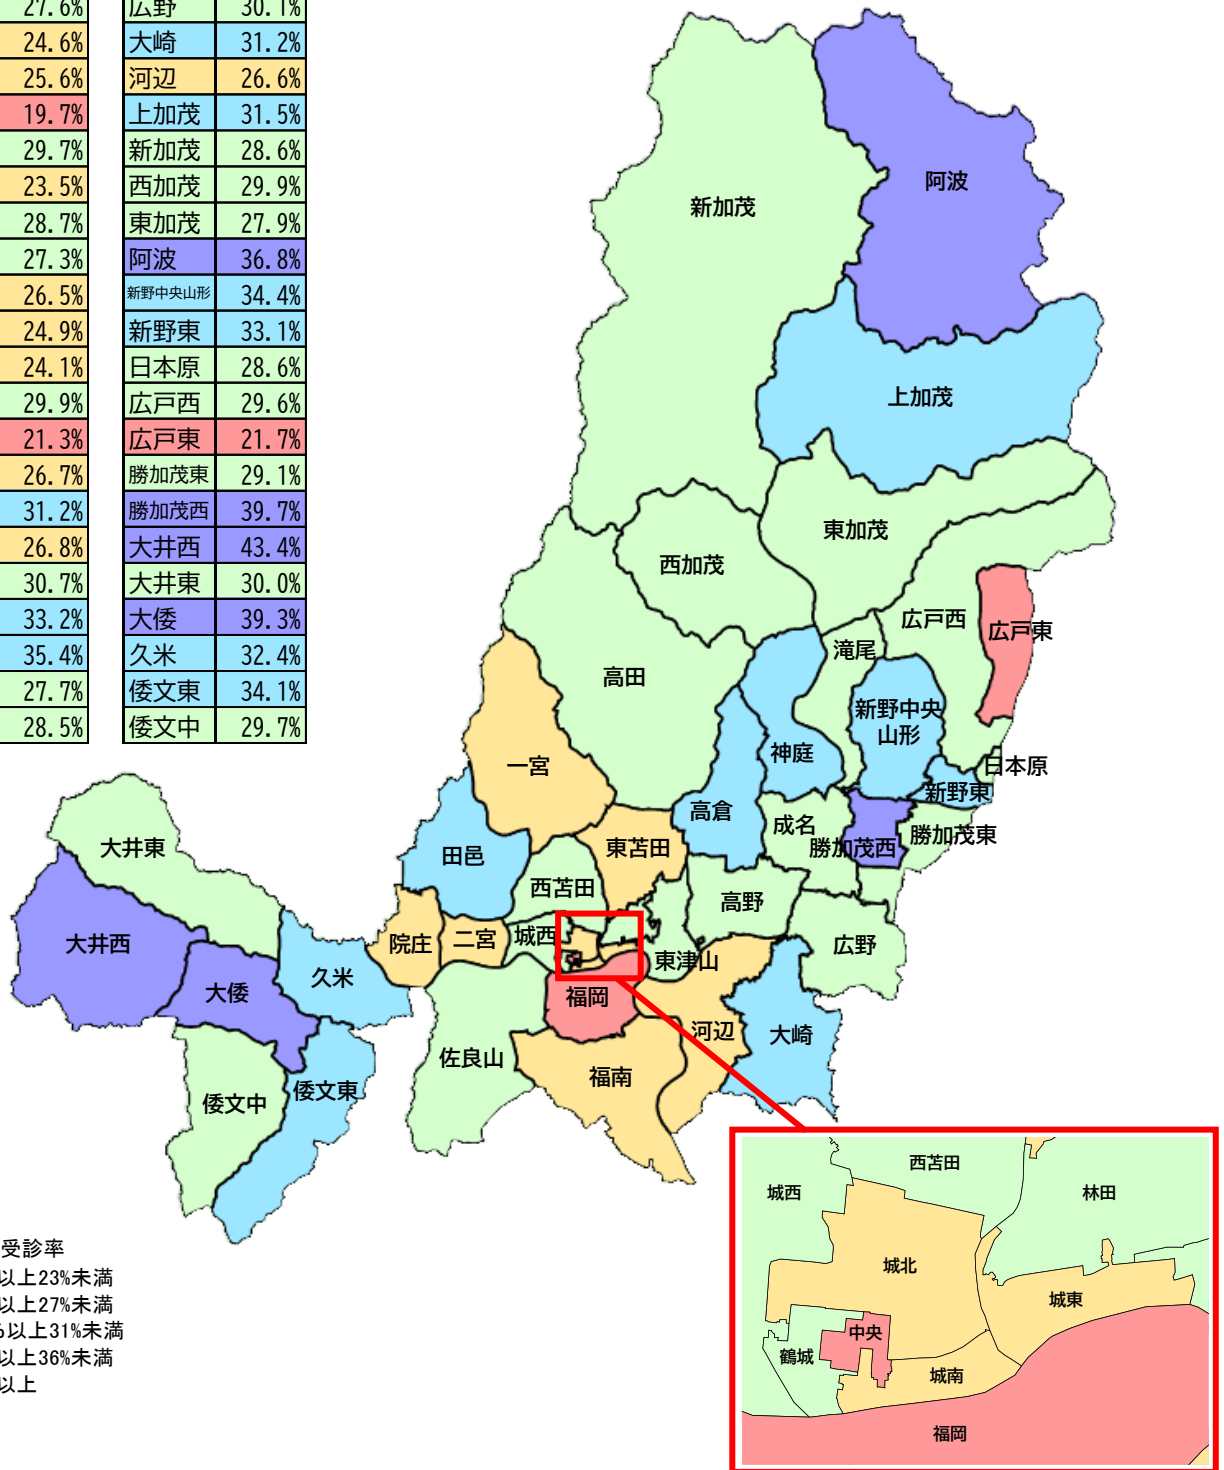 27.6% 広野 30.1%
24.6% 大崎 31.2%
25.6% 河辺 26.6%
19.7% 上加茂 31.5%
29.7% 新加茂 28.6%
23.5% 西加茂 29.9%
28.7% 東加茂 27.9%
27.3% 阿波 36.8%
26.5% 新野中央山形 34.4%
24.9% 新野東 33.1%
24.1% 日本原 28.6%
29.9% 広戸西 29.6%
21.3% 広戸東 21.7%
26.7% 勝加茂東 29.1%
31.2% 勝加茂西 39.7%
26.8% 大井西 43.4%
30.7% 大井東 30.0%
33.2% 大倭 39.3%
35.4% 久米 32.4%
27.7% 倭文東 34.1%
28.5% 倭文中 29.7%
阿波
新加茂
上加茂
東加茂
西加茂
広戸西
広戸東
滝尾
高田
新野中央
山形
神庭
一宮
日本原
新野東
高倉
成名
勝加茂東
勝加茂西
東苫田
大井東
田邑
西苫田
高野
城西
二宮
院庄
大井西
広野
東津山
久米
大倭
福岡
河辺
大崎
佐良山
福南
倭文東
倭文中
西苫田
城西
林田
城北
城東
中央
鶴城
城南
福岡
受診率
以上23%未満
以上27%未満
%以上31%未満
以上36%未満
以上